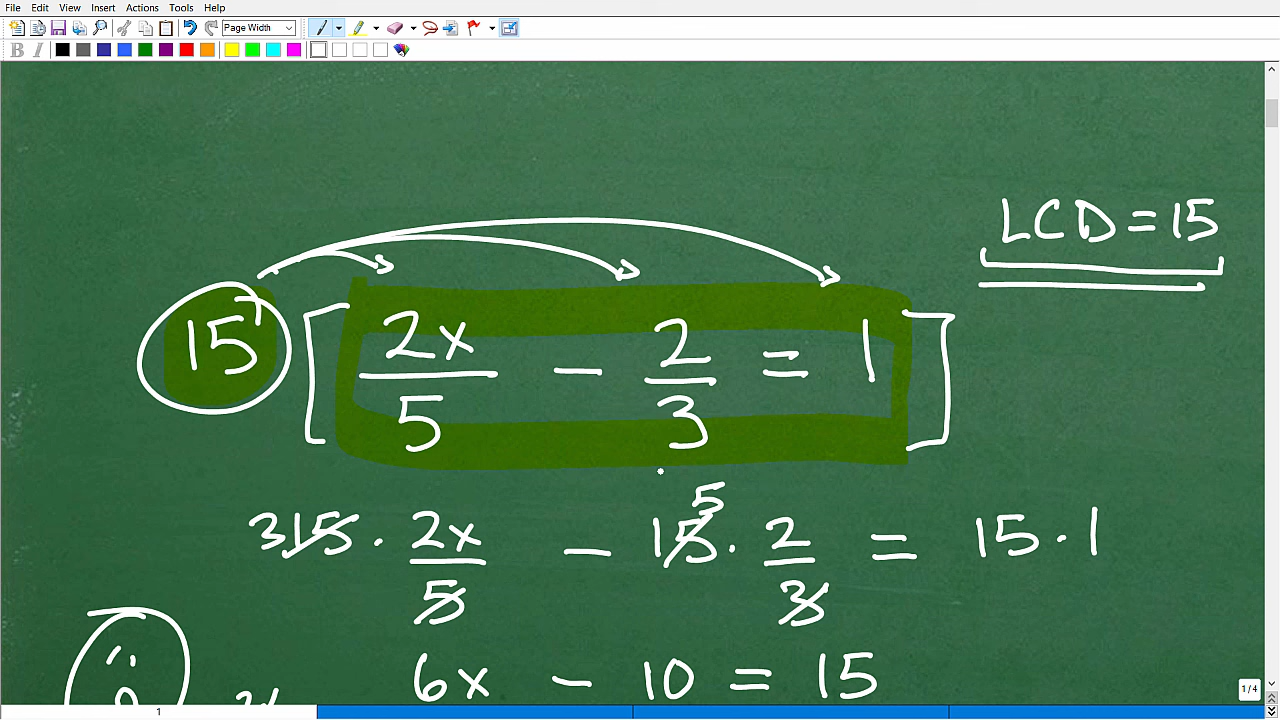 File Edit View Insert Actions Tools Help
Page Width
B I
LCD = 15
15 [ 2x/5 - 2/3 = 1 ]
3 15 · 2x/5 - 15 5 · 2/3 = 15 · 1
6x - 10 = 15
1/4
1